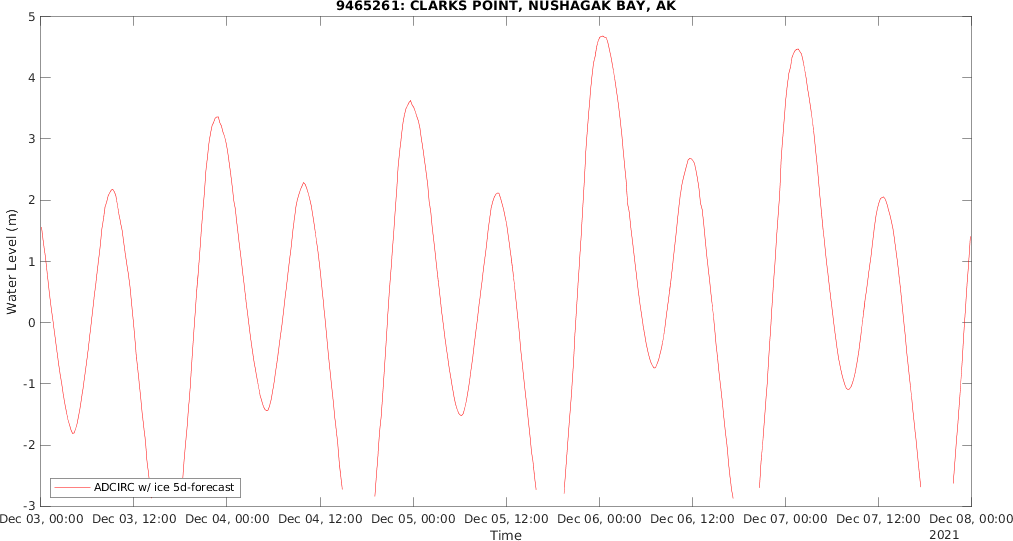 9465261: CLARKS POINT, NUSHAGAK BAY, AK
Water Level (m)
5
4
3
2
1
0
-1
-2
-3
ADCIRC w/ ice 5d-forecast
Dec 03, 00:00 Dec 03, 12:00 Dec 04, 00:00 Dec 04, 12:00 Dec 05, 00:00 Dec 05, 12:00 Dec 06, 00:00 Dec 06, 12:00 Dec 07, 00:00 Dec 07, 12:00 Dec 08, 00:00
Time
2021